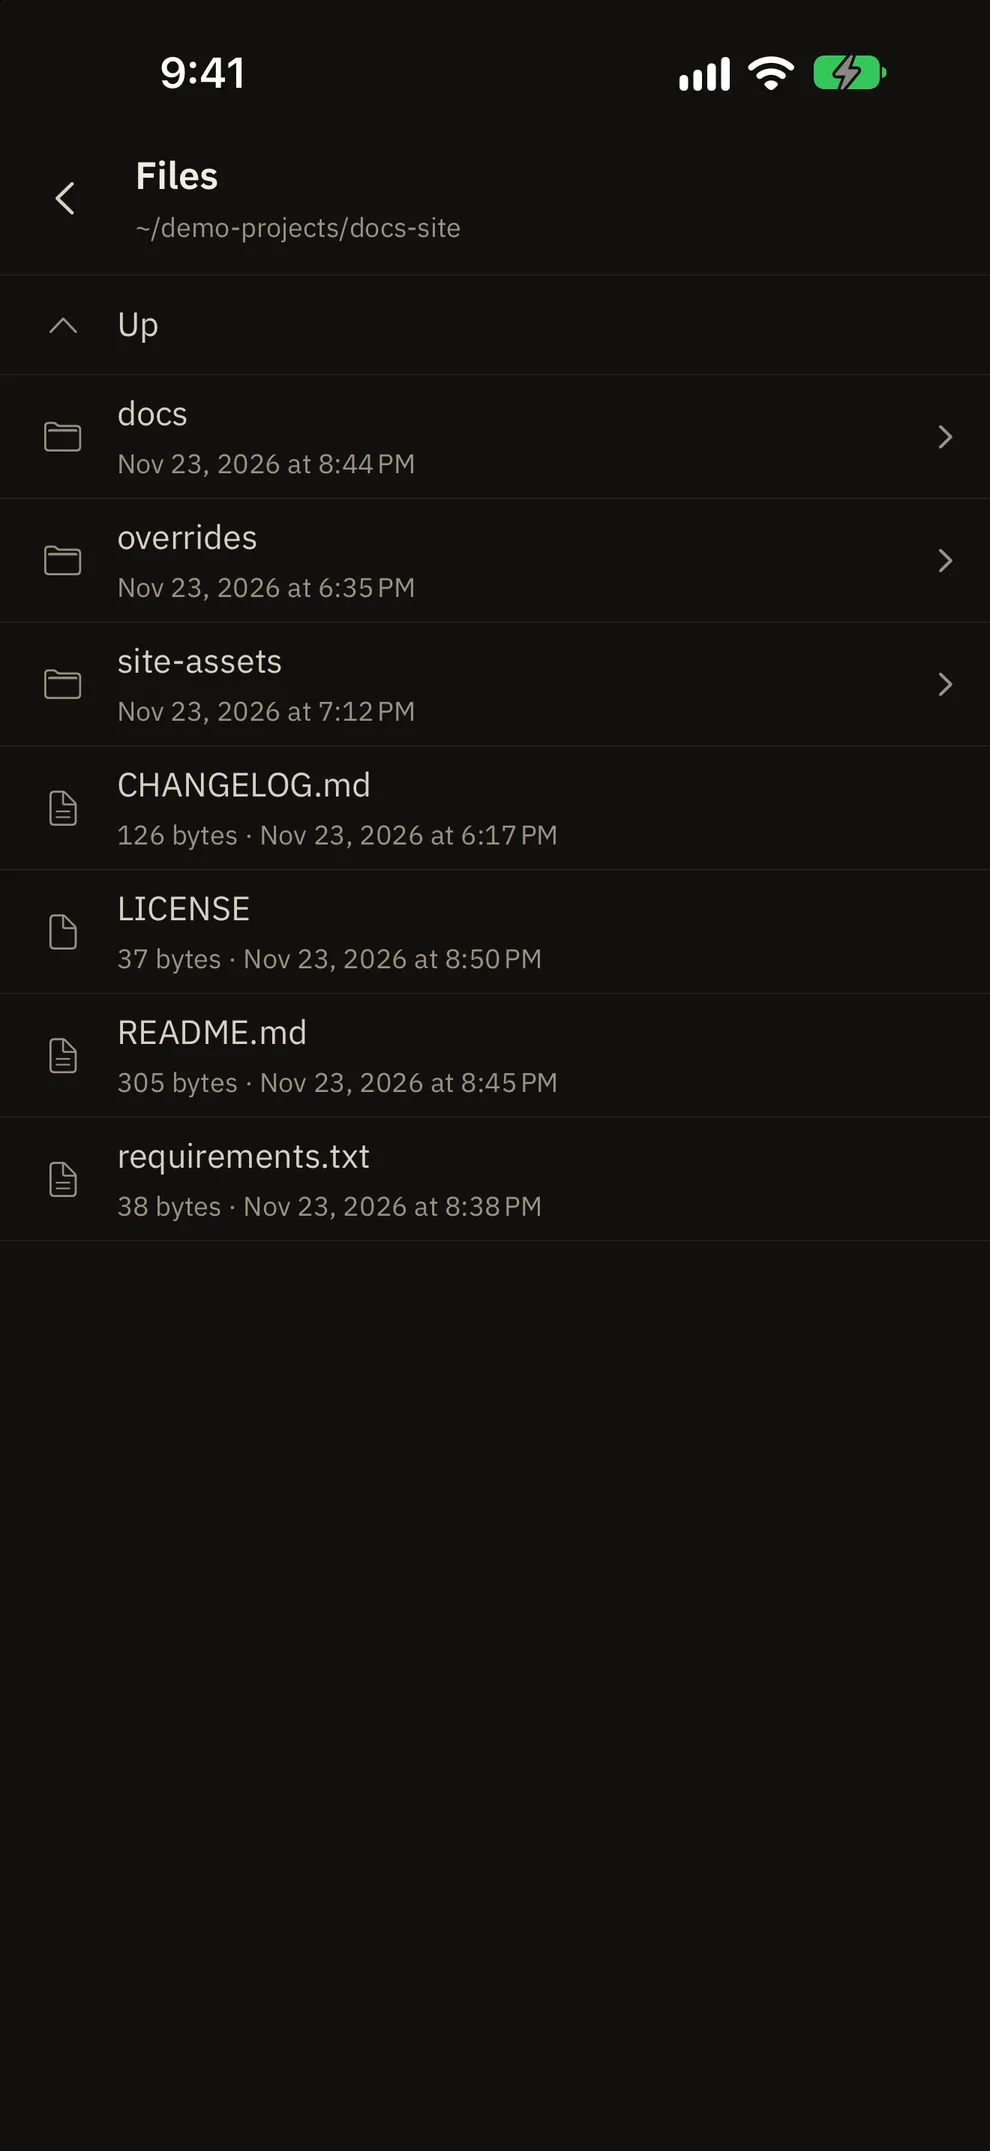 9:41
Files
~/demo-projects/docs-site
Up
docs
Nov 23, 2026 at 8:44 PM
overrides
Nov 23, 2026 at 6:35 PM
site-assets
Nov 23, 2026 at 7:12 PM
CHANGELOG.md
126 bytes · Nov 23, 2026 at 6:17 PM
LICENSE
37 bytes · Nov 23, 2026 at 8:50 PM
README.md
305 bytes · Nov 23, 2026 at 8:45 PM
requirements.txt
38 bytes · Nov 23, 2026 at 8:38 PM